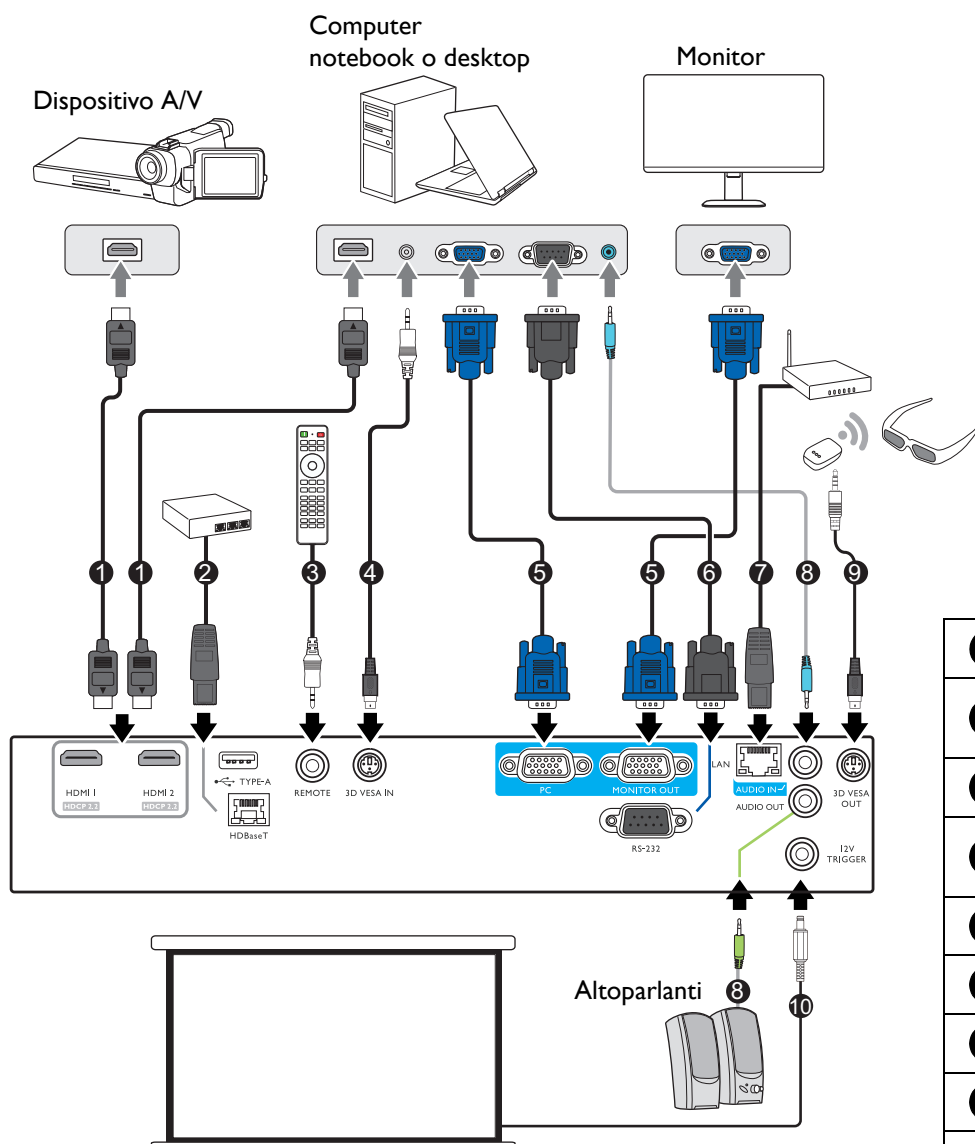 Computer
notebook o desktop
Monitor
Dispositivo A/V
1
1
2
3
4
5
5
6
7
8
9
HDMI 1
HDCP 2.2
HDMI 2
HDCP 2.2
TYPE-A
HDBaseT
REMOTE
3D VESA IN
PC
MONITOR OUT
RS-232
LAN
AUDIO IN
AUDIO OUT
3D VESA
OUT
12V
TRIGGER
Altoparlanti
8
10